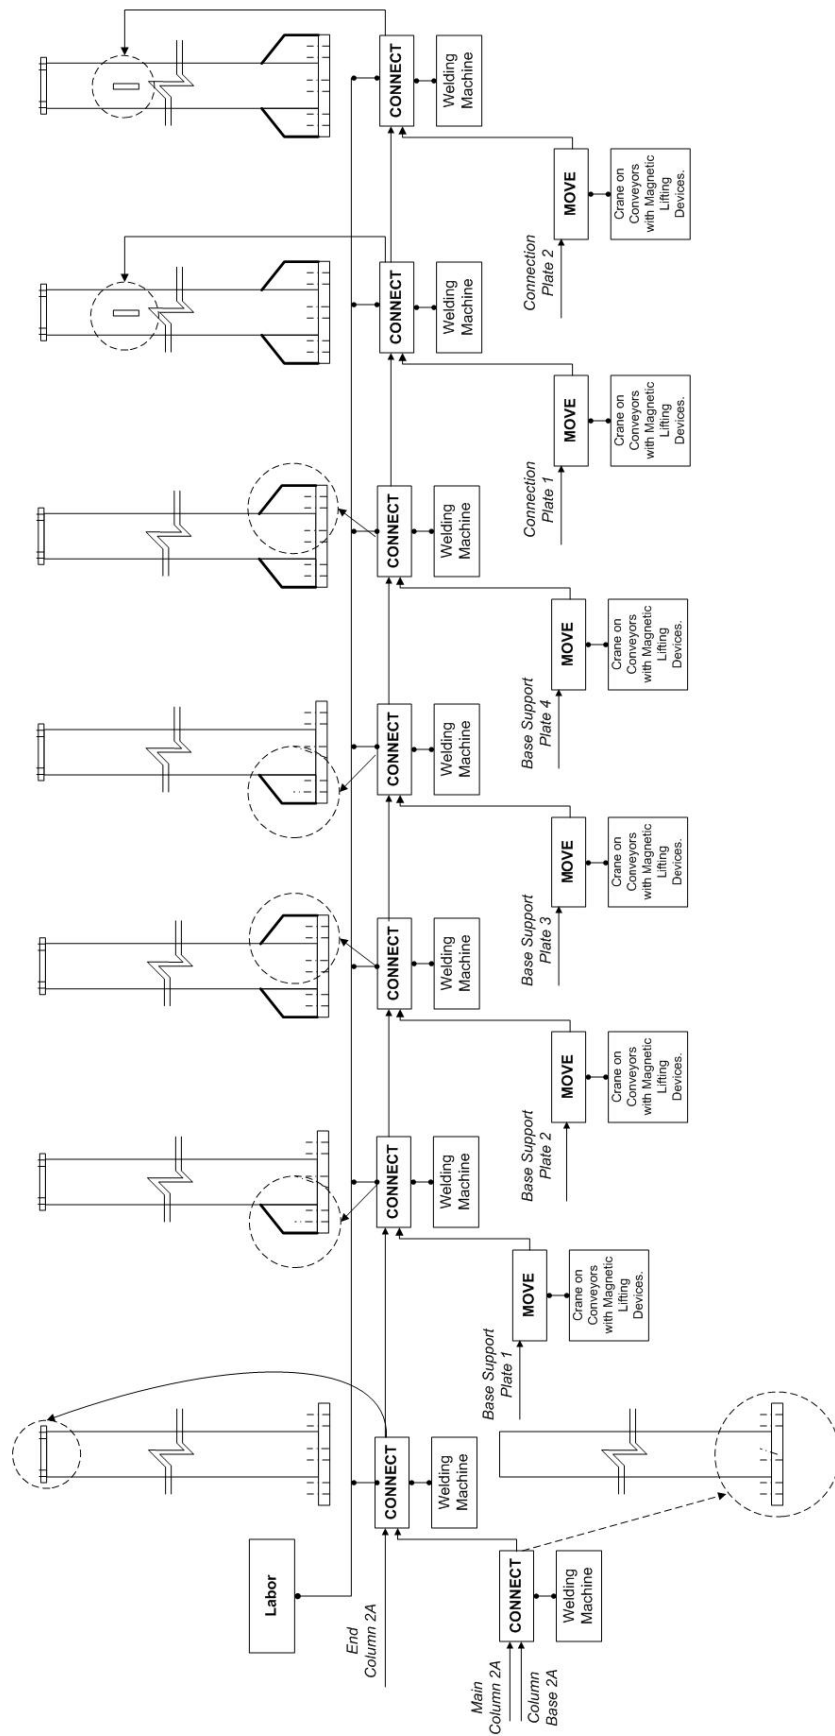 Labor
End
Column 2A
CONNECT
Welding
Machine
Main
Column 2A
Column
Base 2A
CONNECT
Welding
Machine
Base Support
Plate 1
MOVE
Crane on
Conveyors
with Magnetic
Lifting
Devices.
CONNECT
Welding
Machine
Base Support
Plate 2
MOVE
Crane on
Conveyors
with Magnetic
Lifting
Devices.
CONNECT
Welding
Machine
Base Support
Plate 3
MOVE
Crane on
Conveyors
with Magnetic
Lifting
Devices.
CONNECT
Welding
Machine
Base Support
Plate 4
MOVE
Crane on
Conveyors
with Magnetic
Lifting
Devices.
CONNECT
Welding
Machine
Connection
Plate 1
MOVE
Crane on
Conveyors
with Magnetic
Lifting
Devices.
CONNECT
Welding
Machine
Connection
Plate 2
MOVE
Crane on
Conveyors
with Magnetic
Lifting
Devices.
CONNECT
Welding
Machine